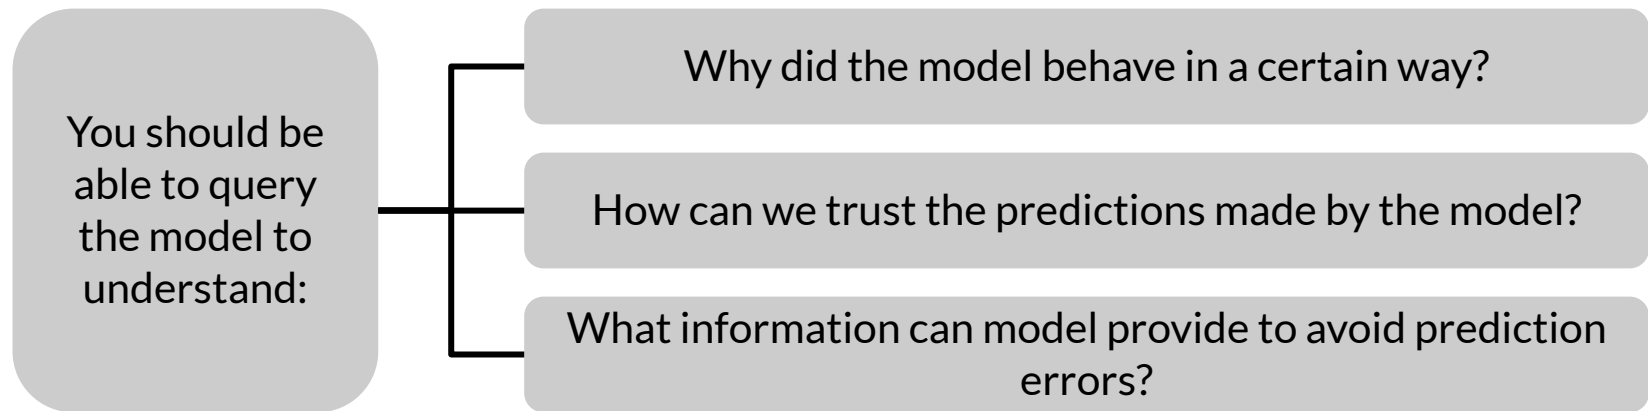 You should be
able to query
the model to
understand:
Why did the model behave in a certain way?
How can we trust the predictions made by the model?
What information can model provide to avoid prediction
errors?